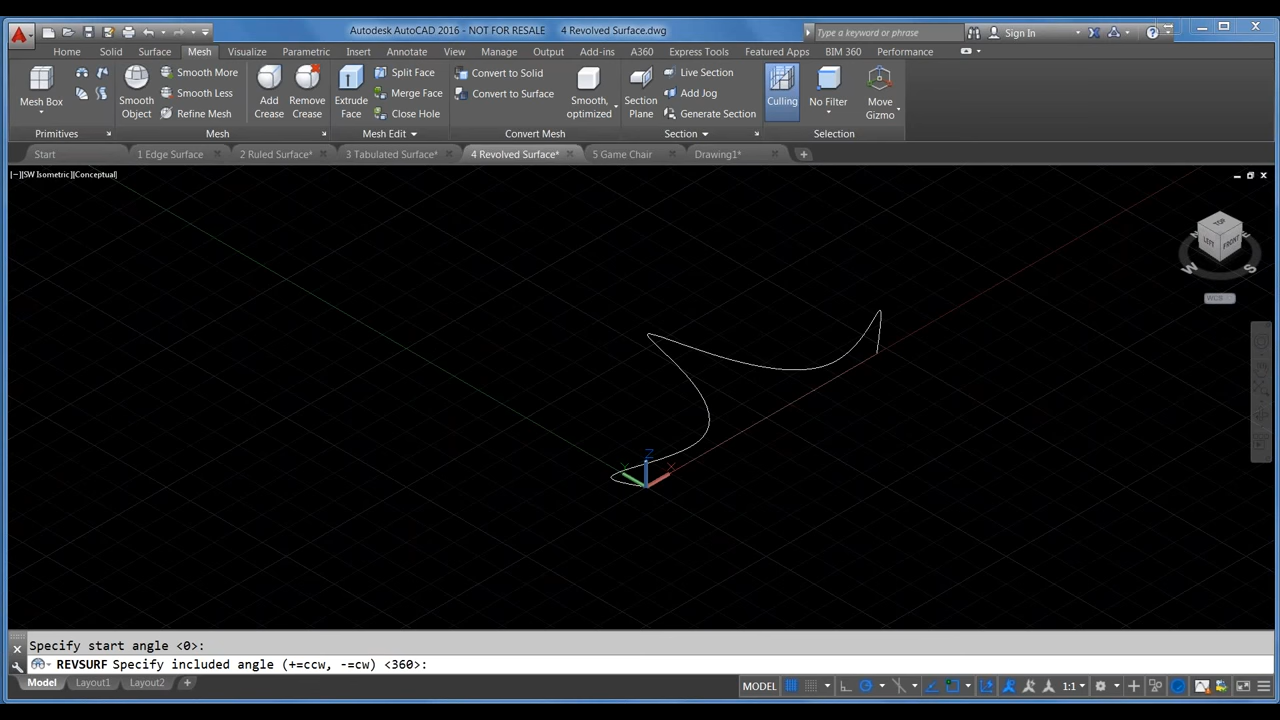 Autodesk AutoCAD 2016 - NOT FOR RESALE 4 Revolved Surface.dwg
Type a keyword or phrase
Sign In
Home Solid Surface Mesh Visualize Parametric Insert Annotate View Manage Output Add-ins A360 Express Tools Featured Apps BIM 360 Performance
Mesh Box
Smooth Object
Smooth More
Smooth Less
Refine Mesh
Add Crease
Remove Crease
Extrude Face
Split Face
Merge Face
Close Hole
Convert to Solid
Convert to Surface
Smooth, optimized
Section Plane
Live Section
Add Jog
Generate Section
Culling
No Filter
Move Gizmo
Primitives Mesh Mesh Edit Convert Mesh Section Selection
Start 1 Edge Surface 2 Ruled Surface* 3 Tabulated Surface* 4 Revolved Surface* 5 Game Chair Drawing1*
[−][SW Isometric][Conceptual]
TOP
LEFT FRONT
W S
WCS
Z
Y X
Specify start angle <0>:
REVSURF Specify included angle (+=ccw, -=cw) <360>:
Model Layout1 Layout2 +
MODEL 1:1